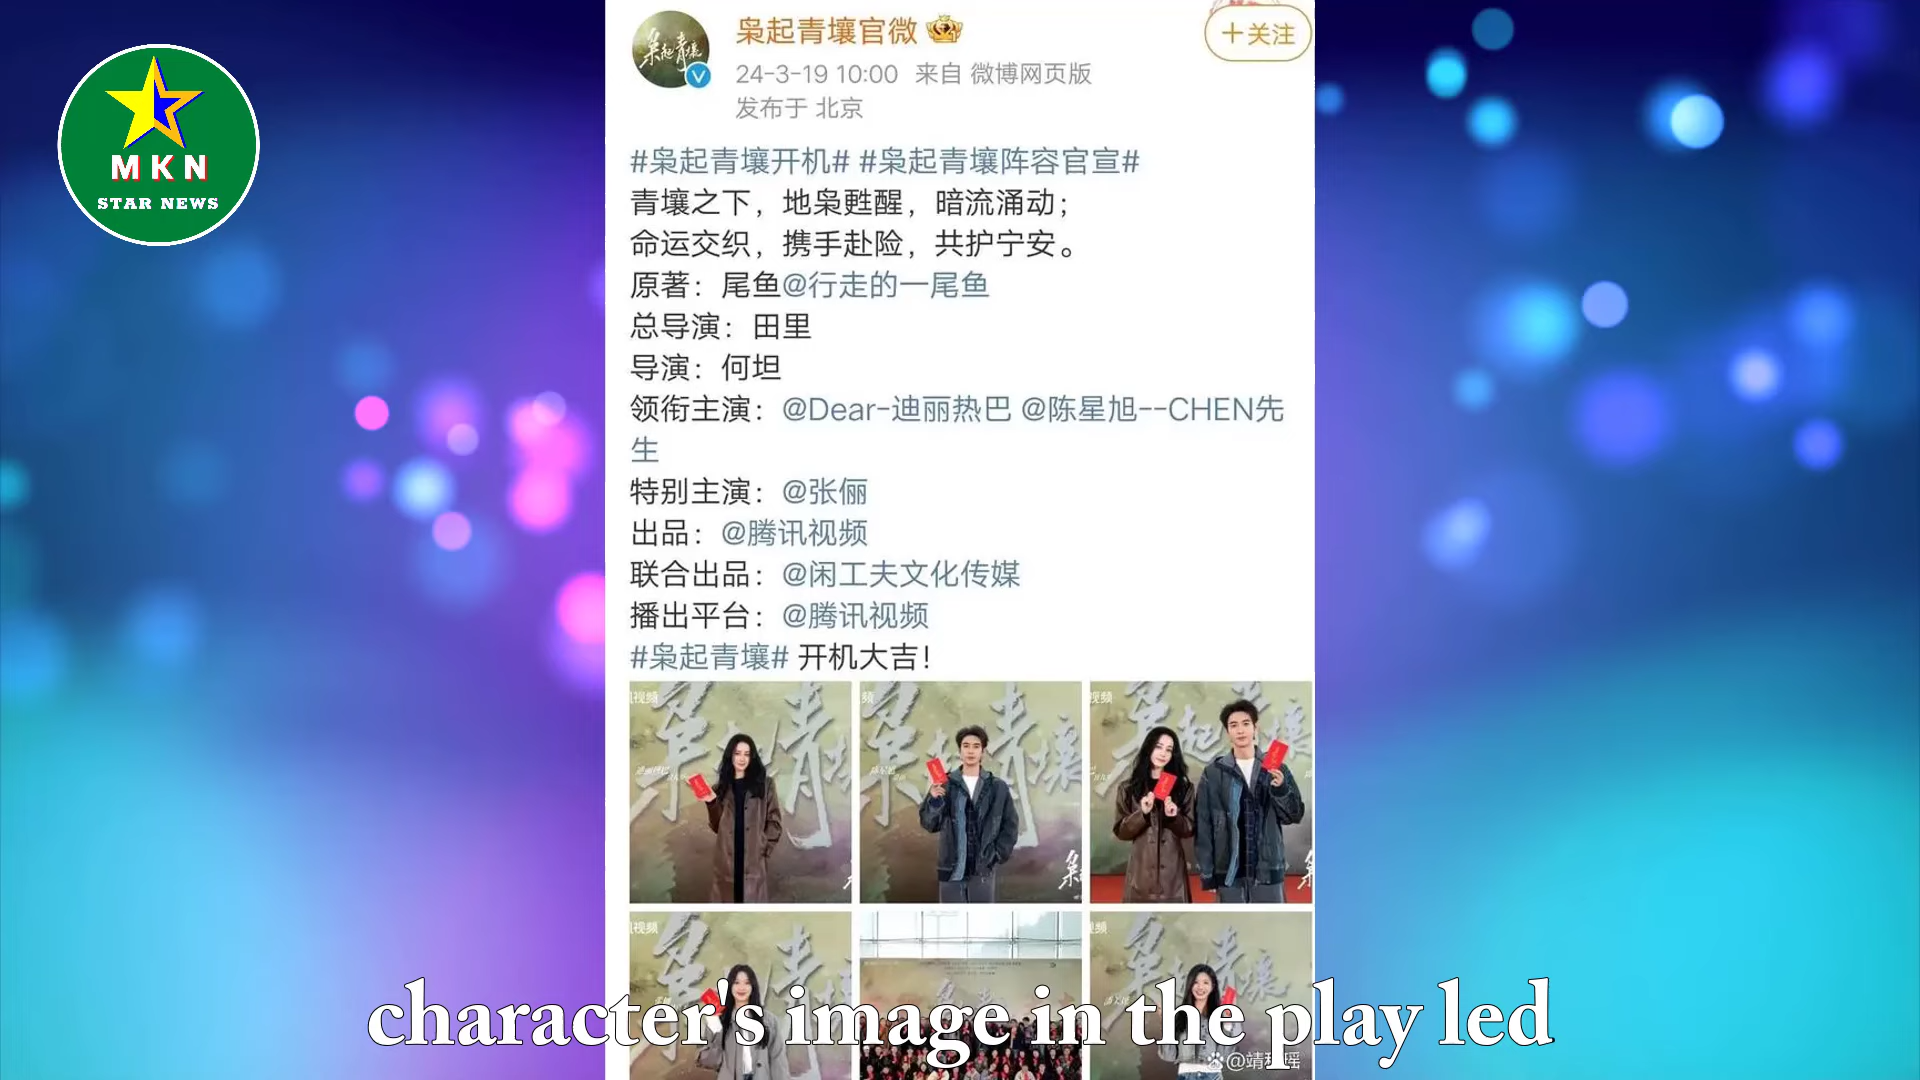 MKN
STAR NEWS
枭起青壤官微
十关注
24-3-19 10:00 来自 微博网页版
发布于 北京
#枭起青壤开机# #枭起青壤阵容官宣#
青壤之下，地枭甦醒，暗流涌动；
命运交织，携手赴险，共护宁安。
原著：尾鱼@行走的一尾鱼
总导演：田里
导演：何坦
领衔主演：@Dear-迪丽热巴 @陈星旭--CHEN先
生
特别主演：@张俪
出品：@腾讯视频
联合出品：@闲工夫文化传媒
播出平台：@腾讯视频
#枭起青壤# 开机大吉！
character's image in the play led